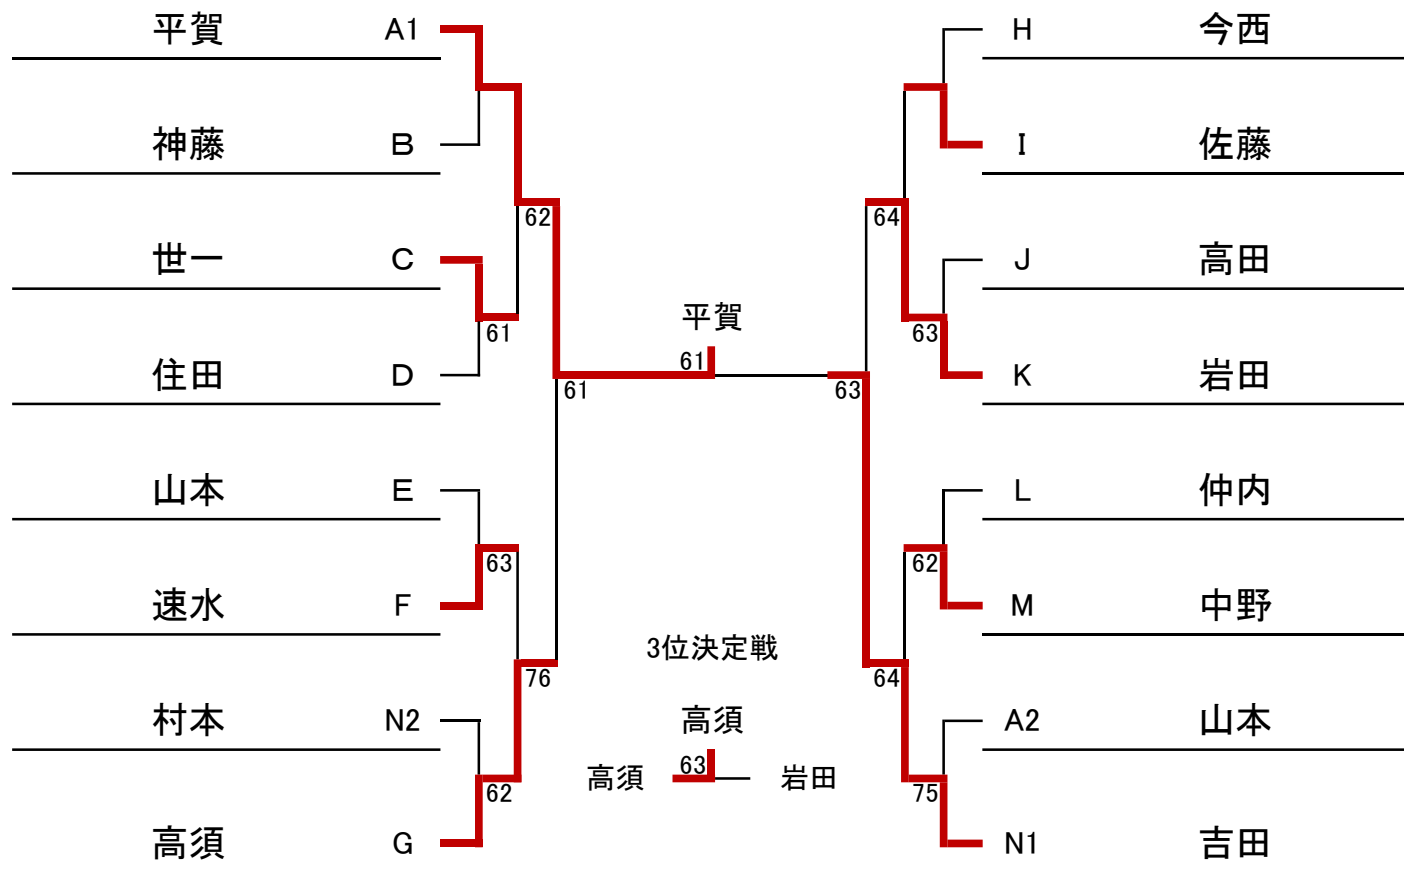 平賀 A1
神藤 B
62
世一 C
61
住田 D
61
山本 E
63
速水 F
76
村本 N2
62
高須 G
平賀
61
3位決定戦
高須
高須 63 岩田
H 今西
I 佐藤
64
J 高田
63
K 岩田
63
L 仲内
62
M 中野
64
A2 山本
75
N1 吉田